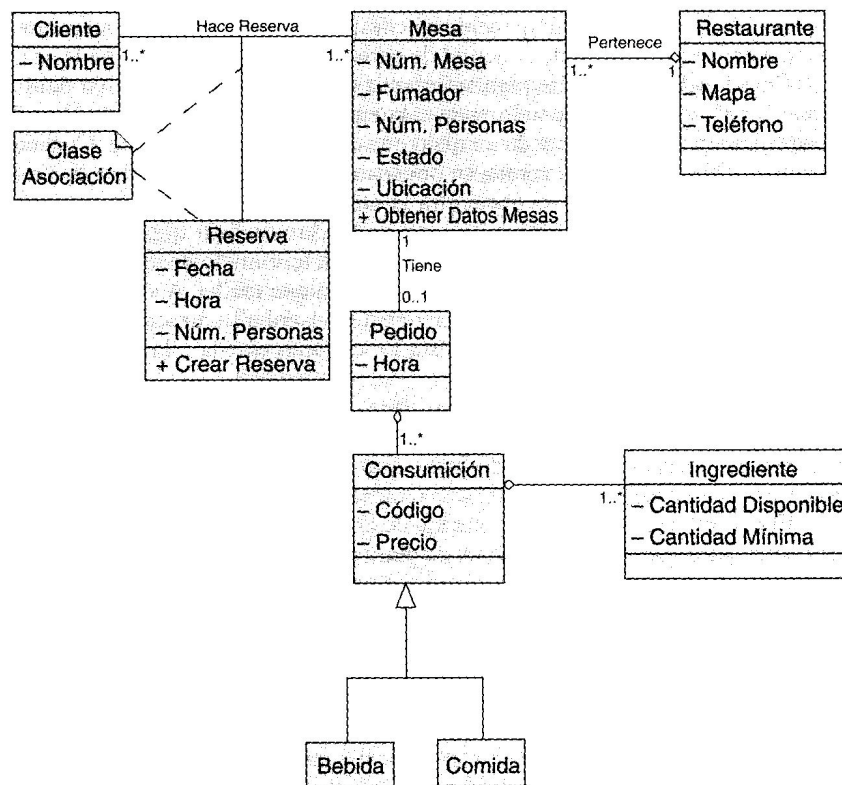 Cliente
– Nombre
1..*
Hace Reserva
1..*
Mesa
– Núm. Mesa
– Fumador
– Núm. Personas
– Estado
– Ubicación
+ Obtener Datos Mesas
Pertenece
1..*
1
Restaurante
– Nombre
– Mapa
– Teléfono
Clase
Asociación
Reserva
– Fecha
– Hora
– Núm. Personas
+ Crear Reserva
1
Tiene
0..1
Pedido
– Hora
1..*
Consumición
– Código
– Precio
1..*
Ingrediente
– Cantidad Disponible
– Cantidad Mínima
Bebida
Comida